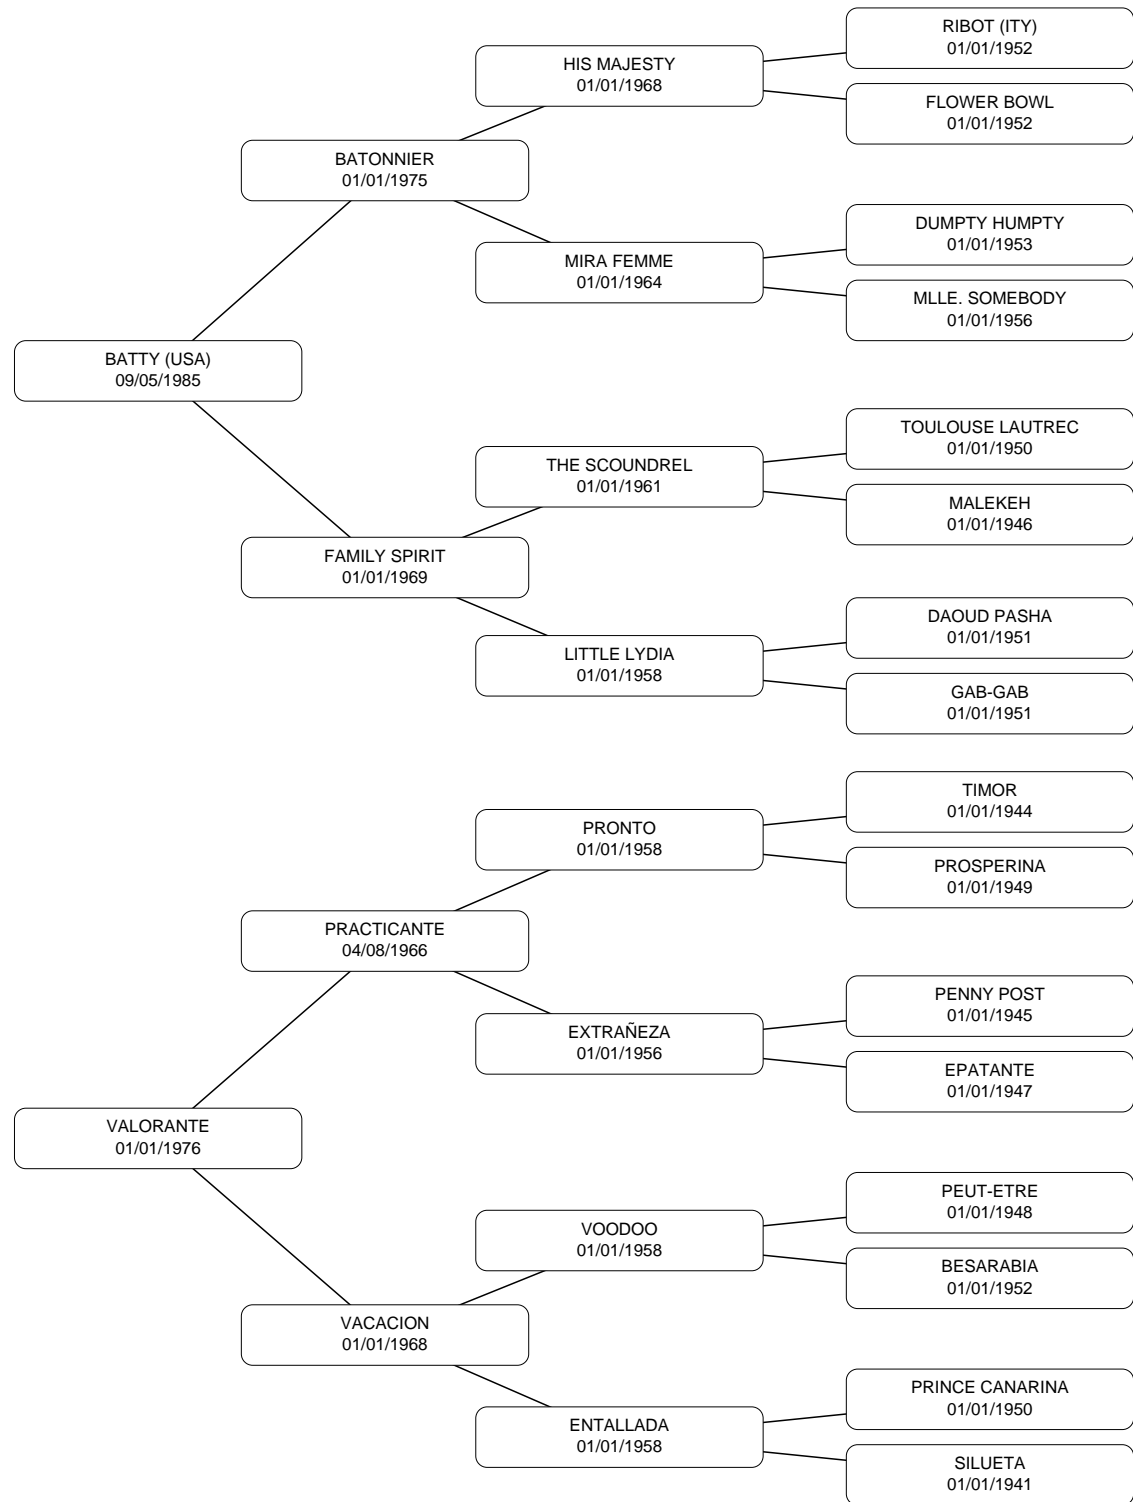 RIBOT (ITY)
01/01/1952
HIS MAJESTY
01/01/1968
FLOWER BOWL
01/01/1952
BATONNIER
01/01/1975
DUMPTY HUMPTY
01/01/1953
MIRA FEMME
01/01/1964
MLLE. SOMEBODY
01/01/1956
BATTY (USA)
09/05/1985
TOULOUSE LAUTREC
01/01/1950
THE SCOUNDREL
01/01/1961
MALEKEH
01/01/1946
FAMILY SPIRIT
01/01/1969
DAOUD PASHA
01/01/1951
LITTLE LYDIA
01/01/1958
GAB-GAB
01/01/1951
TIMOR
01/01/1944
PRONTO
01/01/1958
PROSPERINA
01/01/1949
PRACTICANTE
04/08/1966
PENNY POST
01/01/1945
EXTRAÑEZA
01/01/1956
EPATANTE
01/01/1947
VALORANTE
01/01/1976
PEUT-ETRE
01/01/1948
VOODOO
01/01/1958
BESARABIA
01/01/1952
VACACION
01/01/1968
PRINCE CANARINA
01/01/1950
ENTALLADA
01/01/1958
SILUETA
01/01/1941